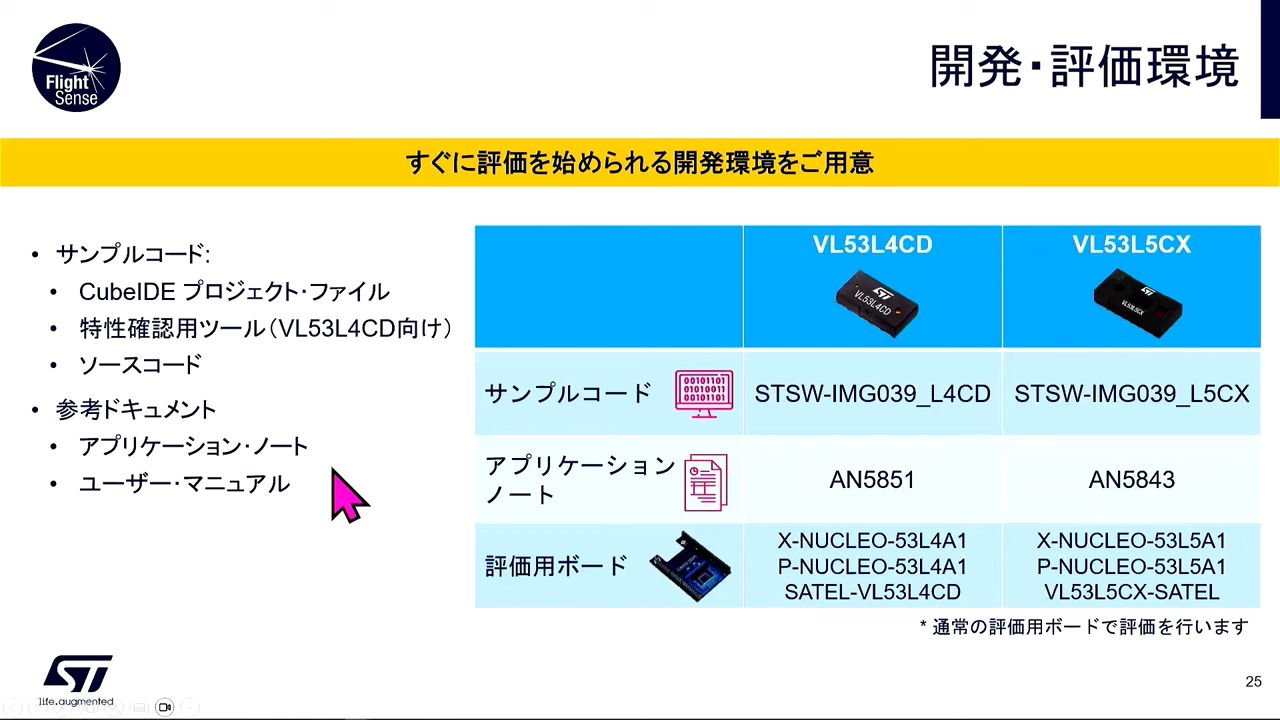 Flight
Sense
開発・評価環境
すぐに評価を始められる開発環境をご用意
• サンプルコード:
• CubeIDE プロジェクト・ファイル
• 特性確認用ツール（VL53L4CD向け）
• ソースコード
• 参考ドキュメント
• アプリケーション・ノート
• ユーザー・マニュアル
VL53L4CD
VL53L5CX
ST
VL53L4CD
ST
VL53L5CX
サンプルコード
00101101
01010011
00101101
STSW-IMG039_L4CD
STSW-IMG039_L5CX
アプリケーション
ノート
AN5851
AN5843
評価用ボード
X-NUCLEO-53L4A1
P-NUCLEO-53L4A1
SATEL-VL53L4CD
X-NUCLEO-53L5A1
P-NUCLEO-53L5A1
VL53L5CX-SATEL
* 通常の評価用ボードで評価を行います
ST
life.augmented
25